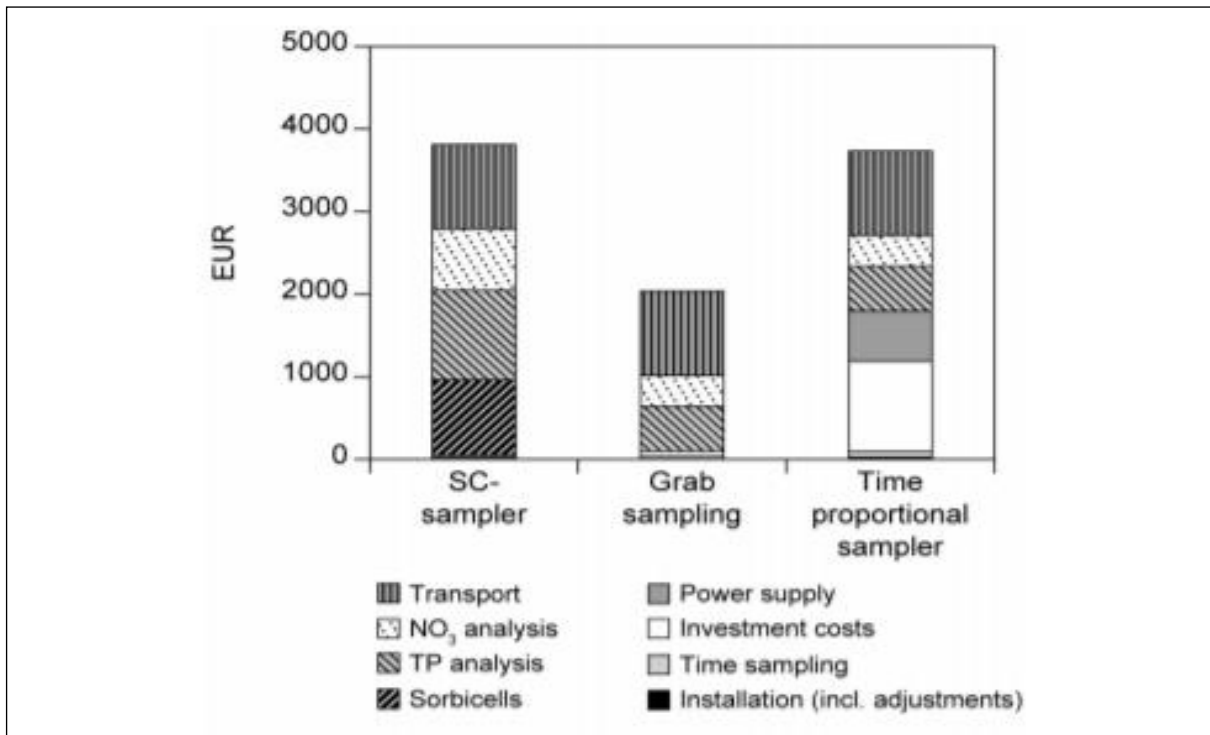 5000
4000
3000
2000
1000
0
EUR
SC-
sampler
Grab
sampling
Time
proportional
sampler
Transport
NO₃ analysis
TP analysis
Sorbicells
Power supply
Investment costs
Time sampling
Installation (incl. adjustments)